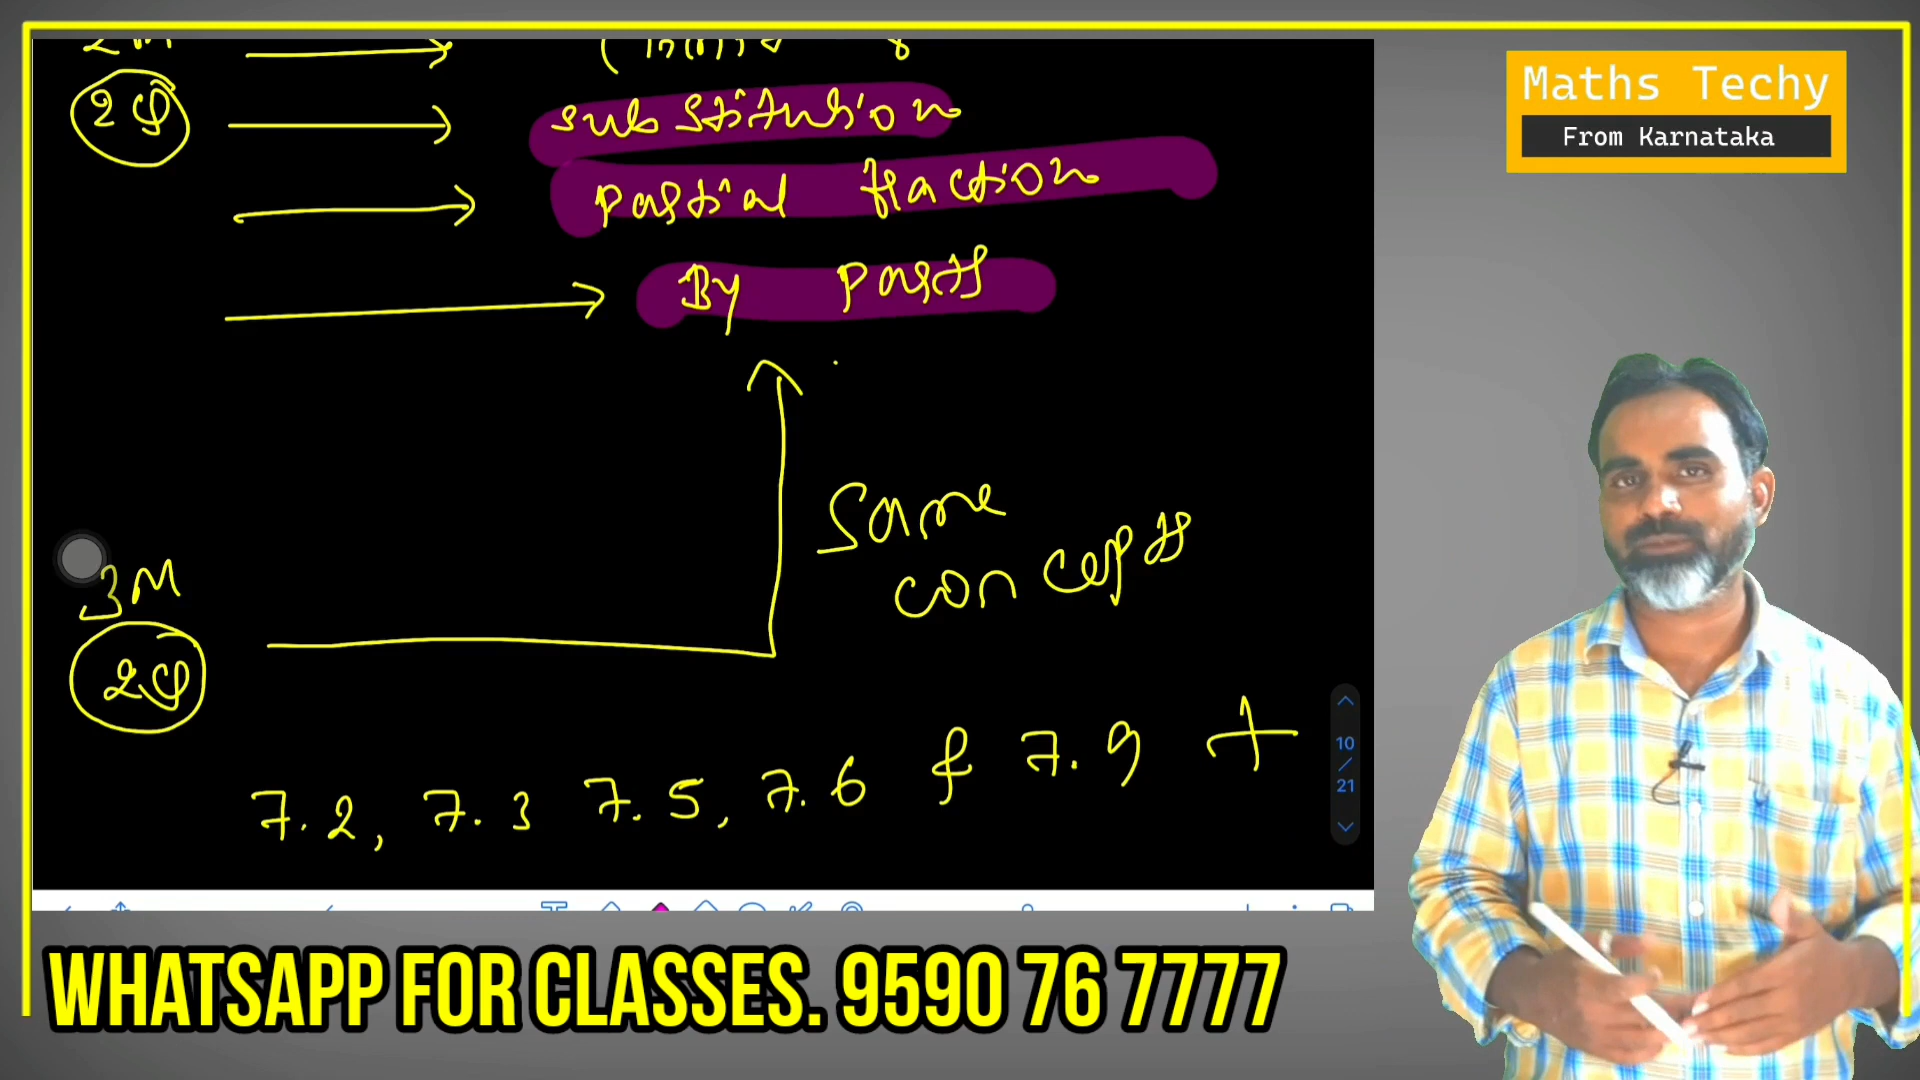 2M
2Q
substitution
partial fraction
By parts
Same
concepts
3M
2Q
7.2, 7.3 7.5, 7.6 & 7.9 +
10
/
21
Maths Techy
From Karnataka
WHATSAPP FOR CLASSES. 9590 76 7777